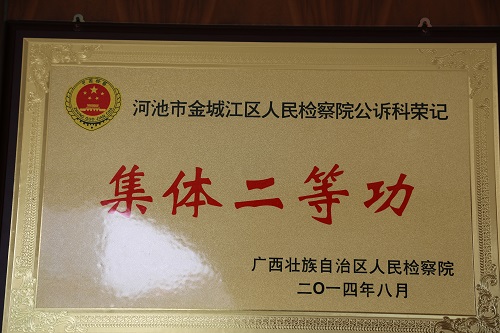 河池市金城江区人民检察院公诉科荣记
集体二等功
广西壮族自治区人民检察院
二〇一四年八月